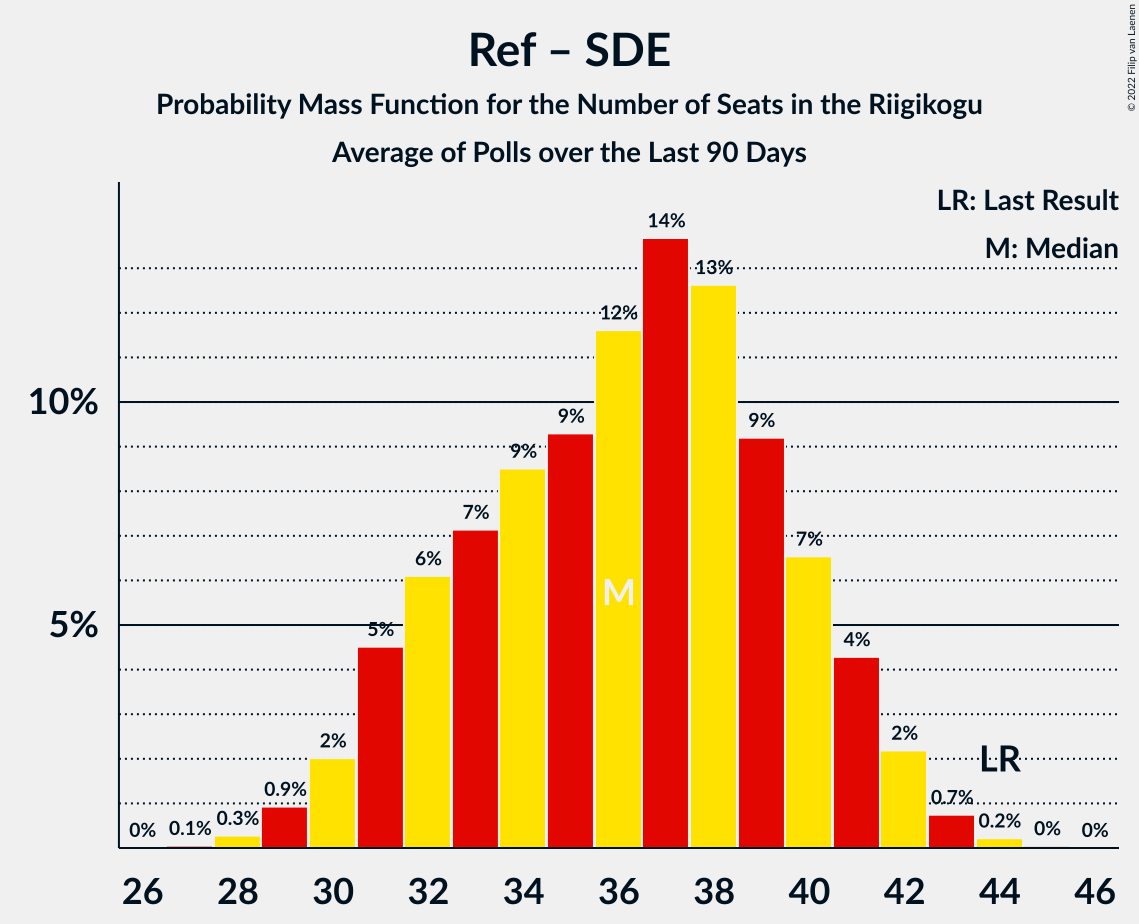 Ref – SDE
Probability Mass Function for the Number of Seats in the Riigikogu
Average of Polls over the Last 90 Days
© 2022 Filip van Laenen
LR: Last Result
M: Median
10%
5%
0%
0.1%
0.3%
0.9%
2%
5%
6%
7%
9%
9%
12%
14%
13%
9%
7%
4%
2%
0.7%
0.2%
0%
0%
M
LR
26 28 30 32 34 36 38 40 42 44 46